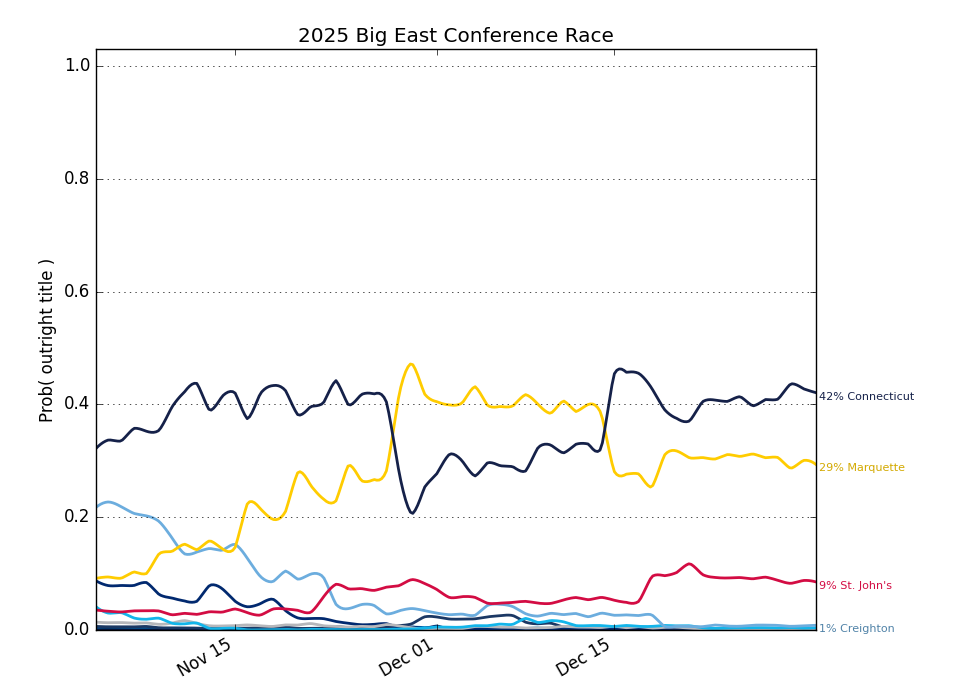 2025 Big East Conference Race
Prob( outright title )
1.0
0.8
0.6
0.4
0.2
0.0
Nov 15
Dec 01
Dec 15
42% Connecticut
29% Marquette
9% St. John's
1% Creighton